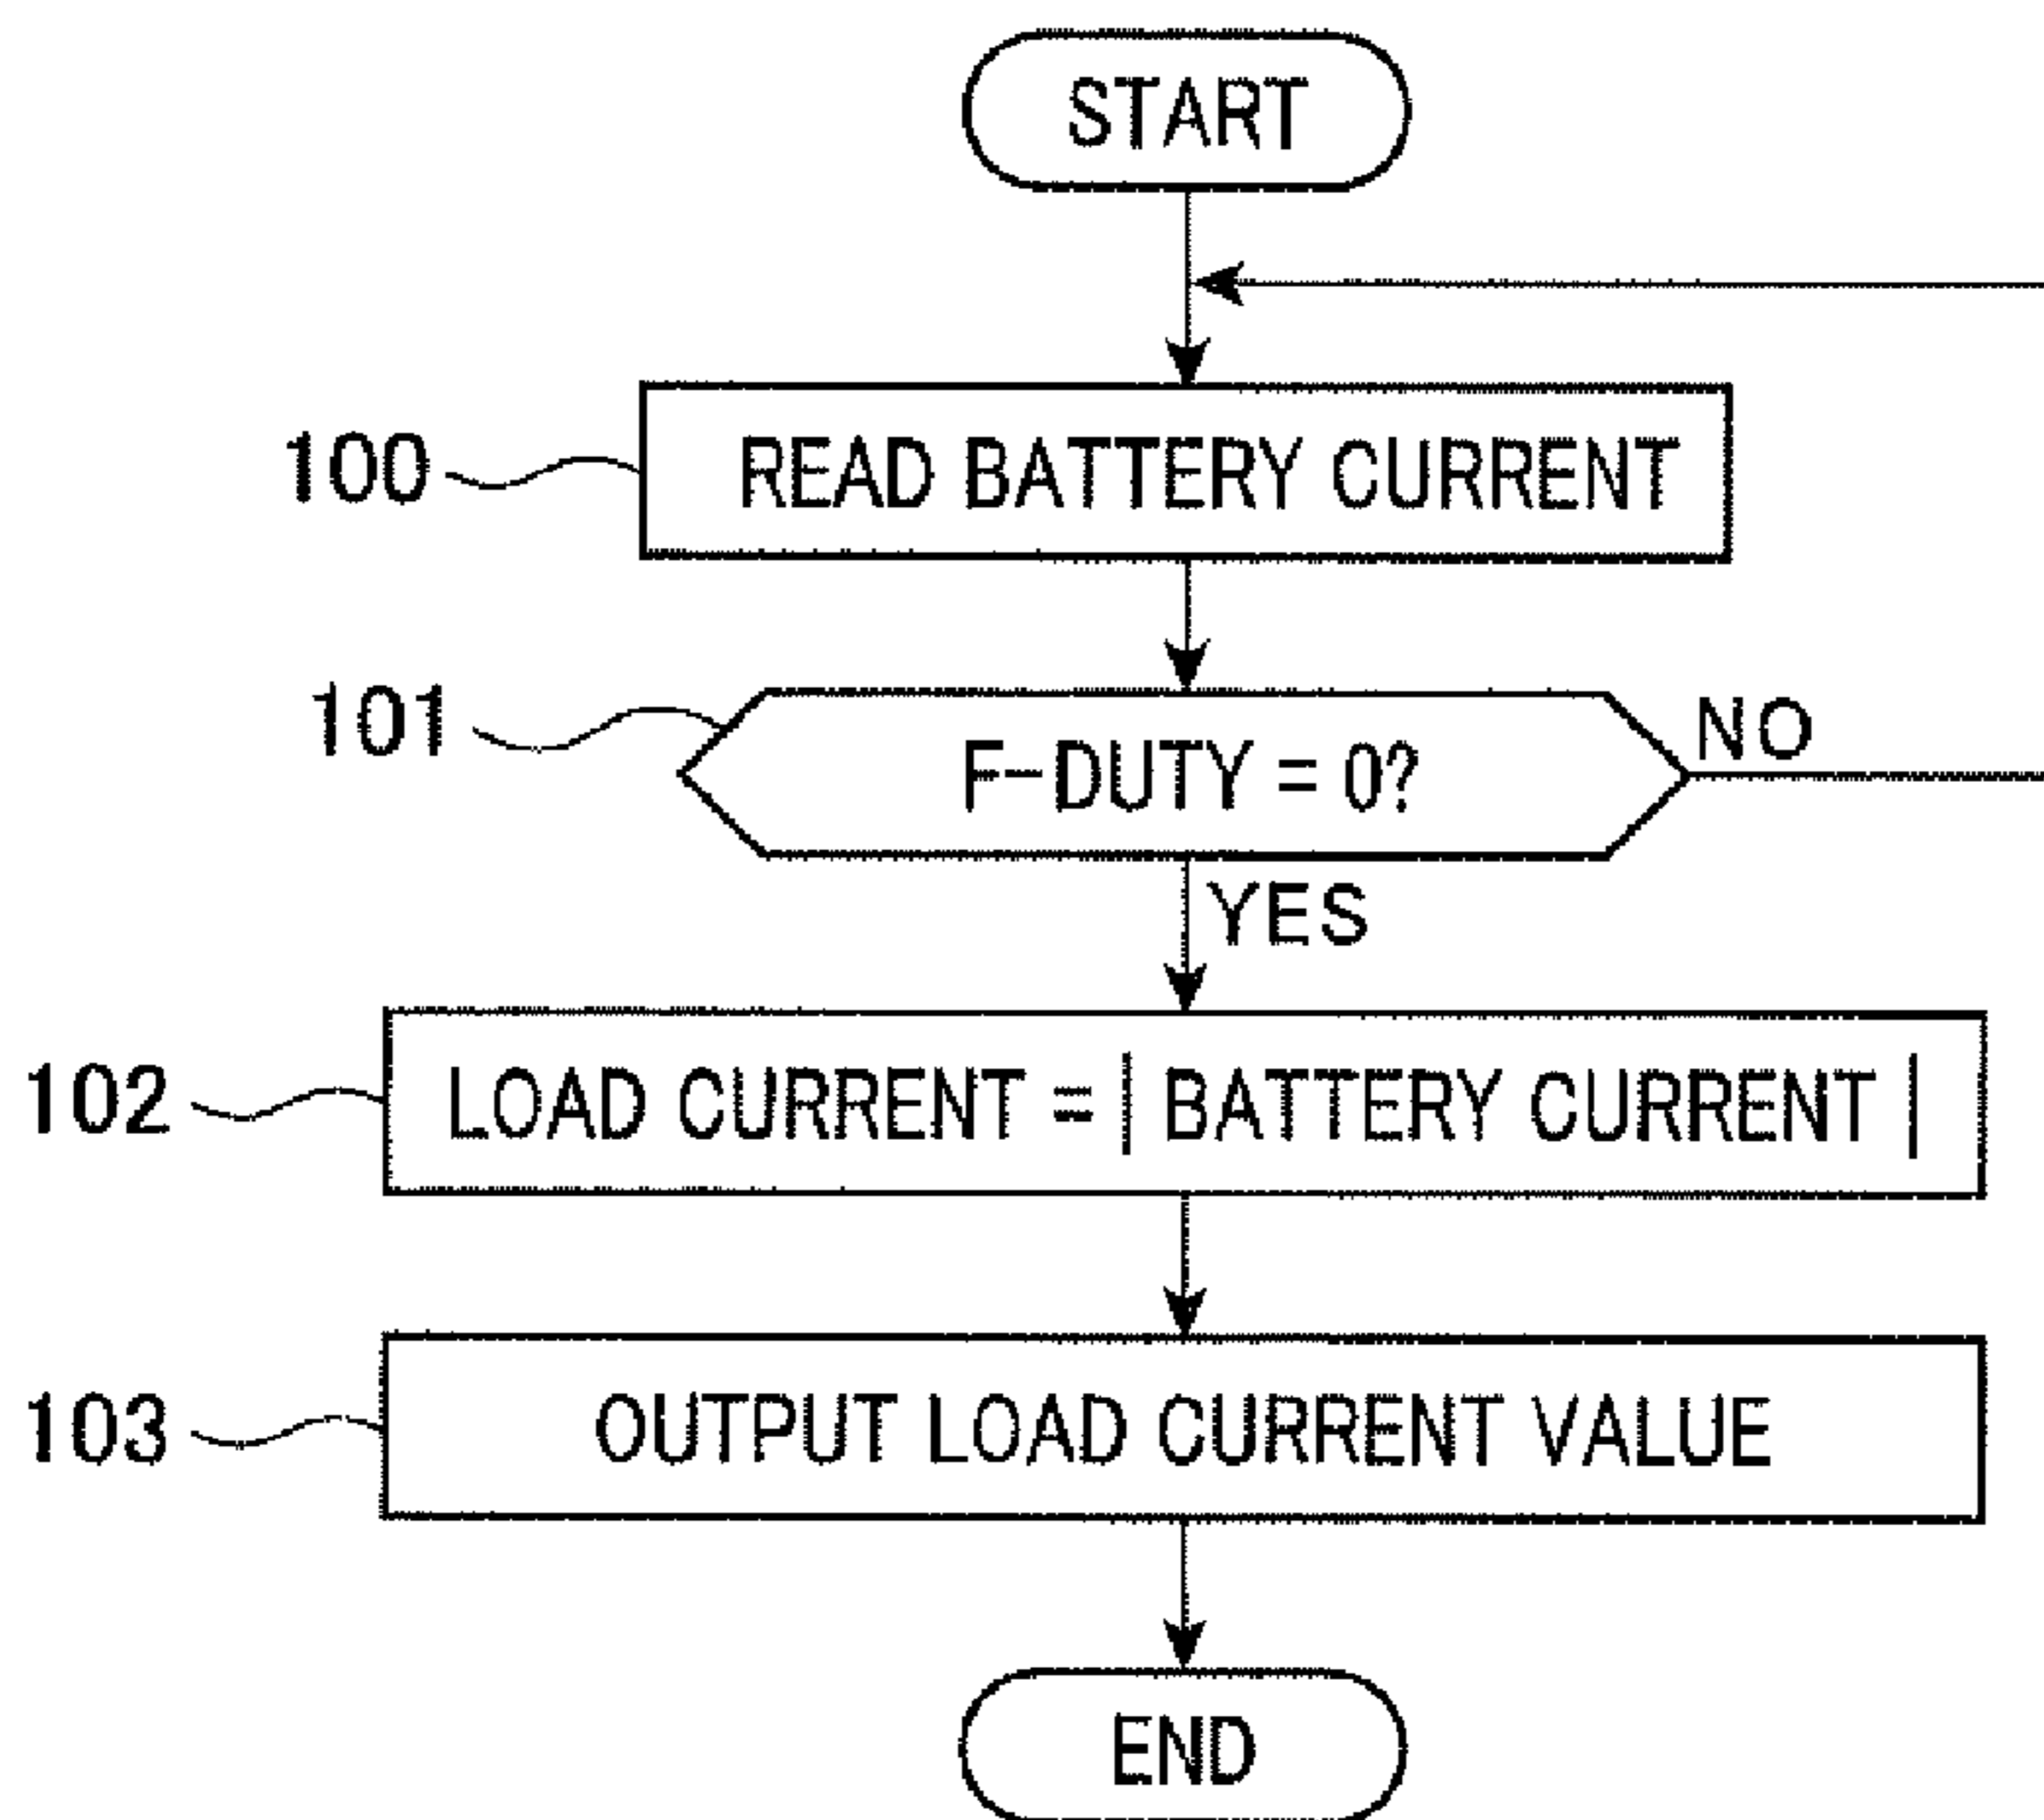 START
100
READ BATTERY CURRENT
101
F-DUTY = 0?
NO
YES
102
LOAD CURRENT = | BATTERY CURRENT |
103
OUTPUT LOAD CURRENT VALUE
END